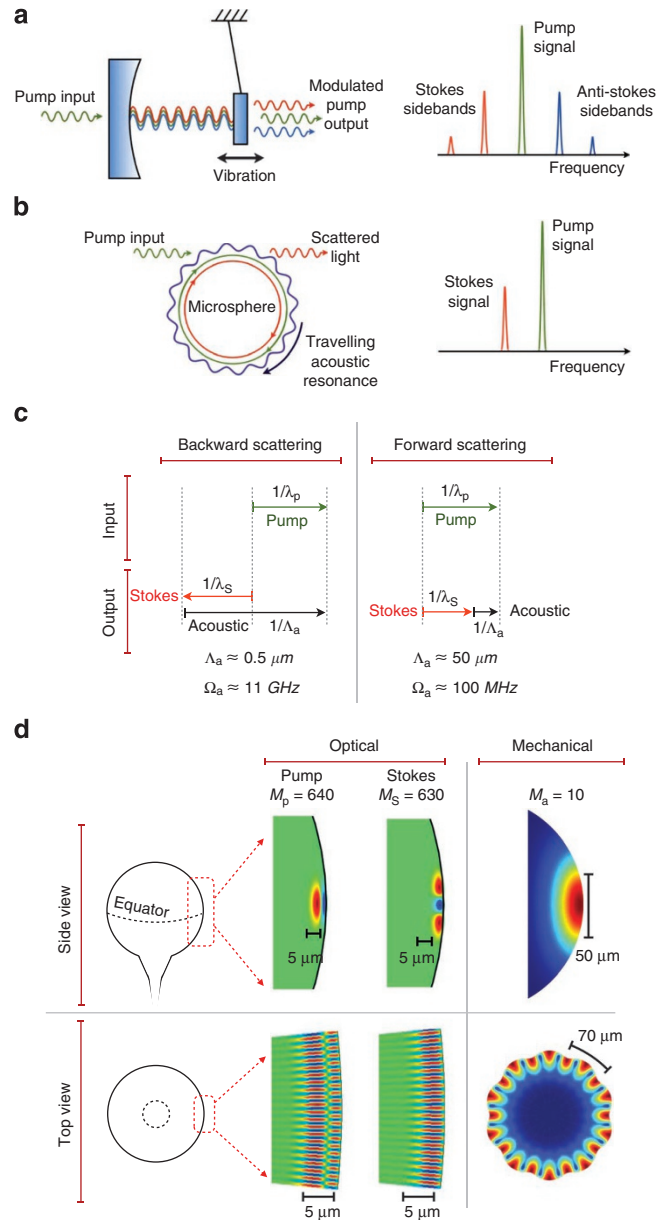 a
Pump input
Vibration
Modulated
pump
output
Stokes
sidebands
Pump
signal
Anti-stokes
sidebands
Frequency
b
Pump input
Scattered
light
Microsphere
Travelling
acoustic
resonance
Stokes
signal
Pump
signal
Frequency
c
Backward scattering
Forward scattering
Input
1/λp
Pump
1/λp
Pump
Output
Stokes
1/λS
Acoustic
1/Λa
Stokes
1/λS
1/Λa
Acoustic
Λa ≈ 0.5 μm
Ωa ≈ 11 GHz
Λa ≈ 50 μm
Ωa ≈ 100 MHz
d
Optical
Mechanical
Pump
Mp = 640
Stokes
MS = 630
Ma = 10
Side view
Equator
5 μm
5 μm
50 μm
Top view
5 μm
5 μm
70 μm